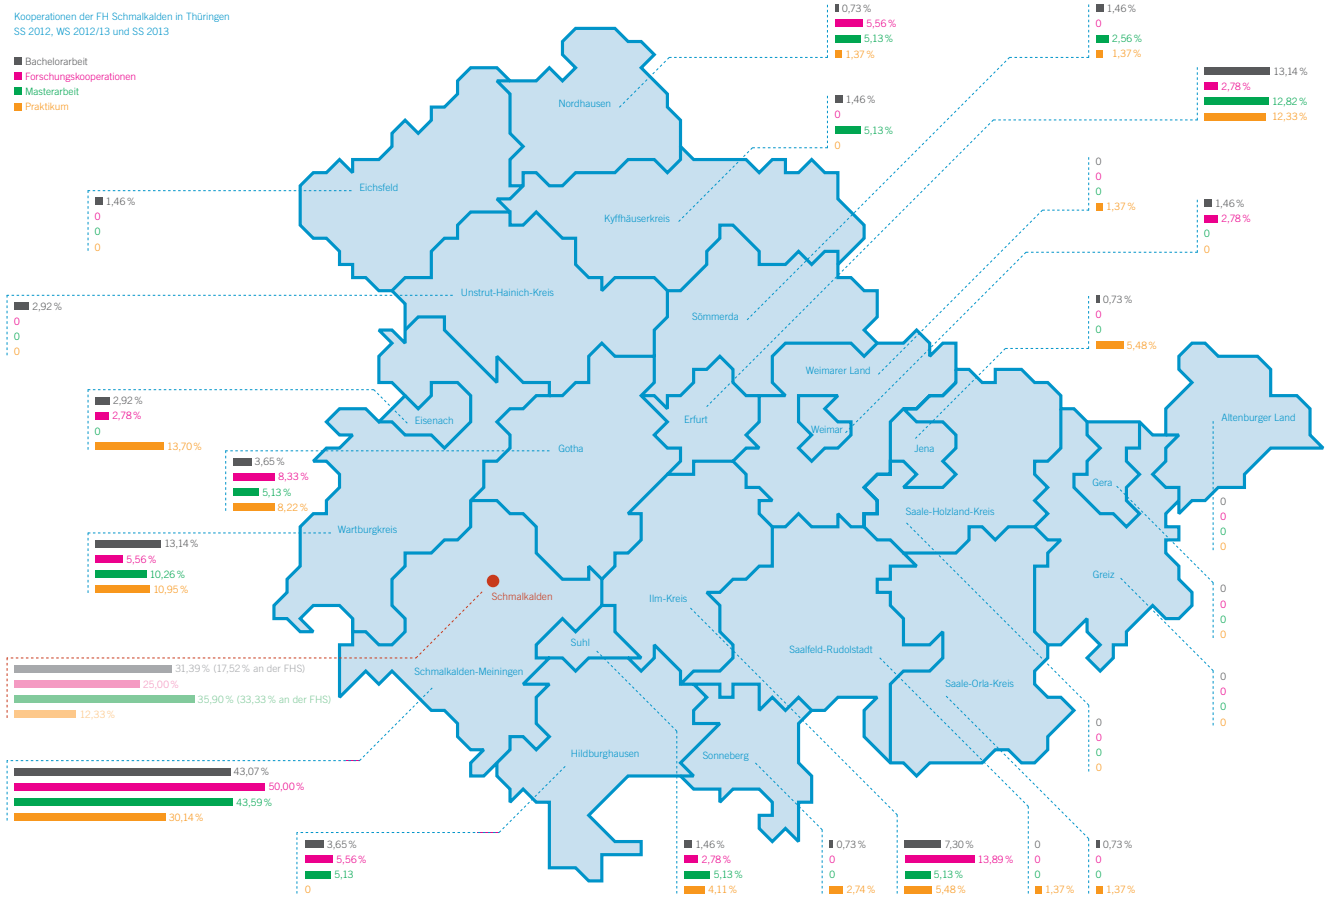 Kooperationen der FH Schmalkalden in Thüringen
SS 2012, WS 2012/13 und SS 2013
Bachelorarbeit
Forschungskooperationen
Masterarbeit
Praktikum
0,73 %
5,56 %
5,13 %
1,37 %
1,46 %
0
2,56 %
1,37 %
13,14 %
2,78 %
12,82 %
12,33 %
1,46 %
0
5,13 %
0
Nordhausen
Eichsfeld
1,46 %
0
0
0
Kyffhäuserkreis
0
0
0
1,37 %
1,46 %
2,78 %
0
0
Unstrut-Hainich-Kreis
2,92 %
0
0
0
Sömmerda
0,73 %
0
0
5,48 %
Weimarer Land
2,92 %
2,78 %
0
13,70 %
Eisenach
Erfurt
Weimar
Altenburger Land
Gotha
Jena
3,65 %
8,33 %
5,13 %
8,22 %
Gera
Saale-Holzland-Kreis
0
0
0
0
Wartburgkreis
13,14 %
5,56 %
10,26 %
10,95 %
Greiz
0
0
0
0
Schmalkalden
Ilm-Kreis
Suhl
Saalfeld-Rudolstadt
31,39 % (17,52 % an der FHS)
25,00 %
35,90 % (33,33 % an der FHS)
12,33 %
Schmalkalden-Meiningen
Saale-Orla-Kreis
0
0
0
0
0
0
0
0
Hildburghausen
Sonneberg
43,07 %
50,00 %
43,59 %
30,14 %
3,65 %
5,56 %
5,13
0
1,46 %
2,78 %
5,13 %
4,11 %
0,73 %
0
0
2,74 %
7,30 %
13,89 %
5,13 %
5,48 %
0
0
0
1,37 %
0,73 %
0
0
1,37 %